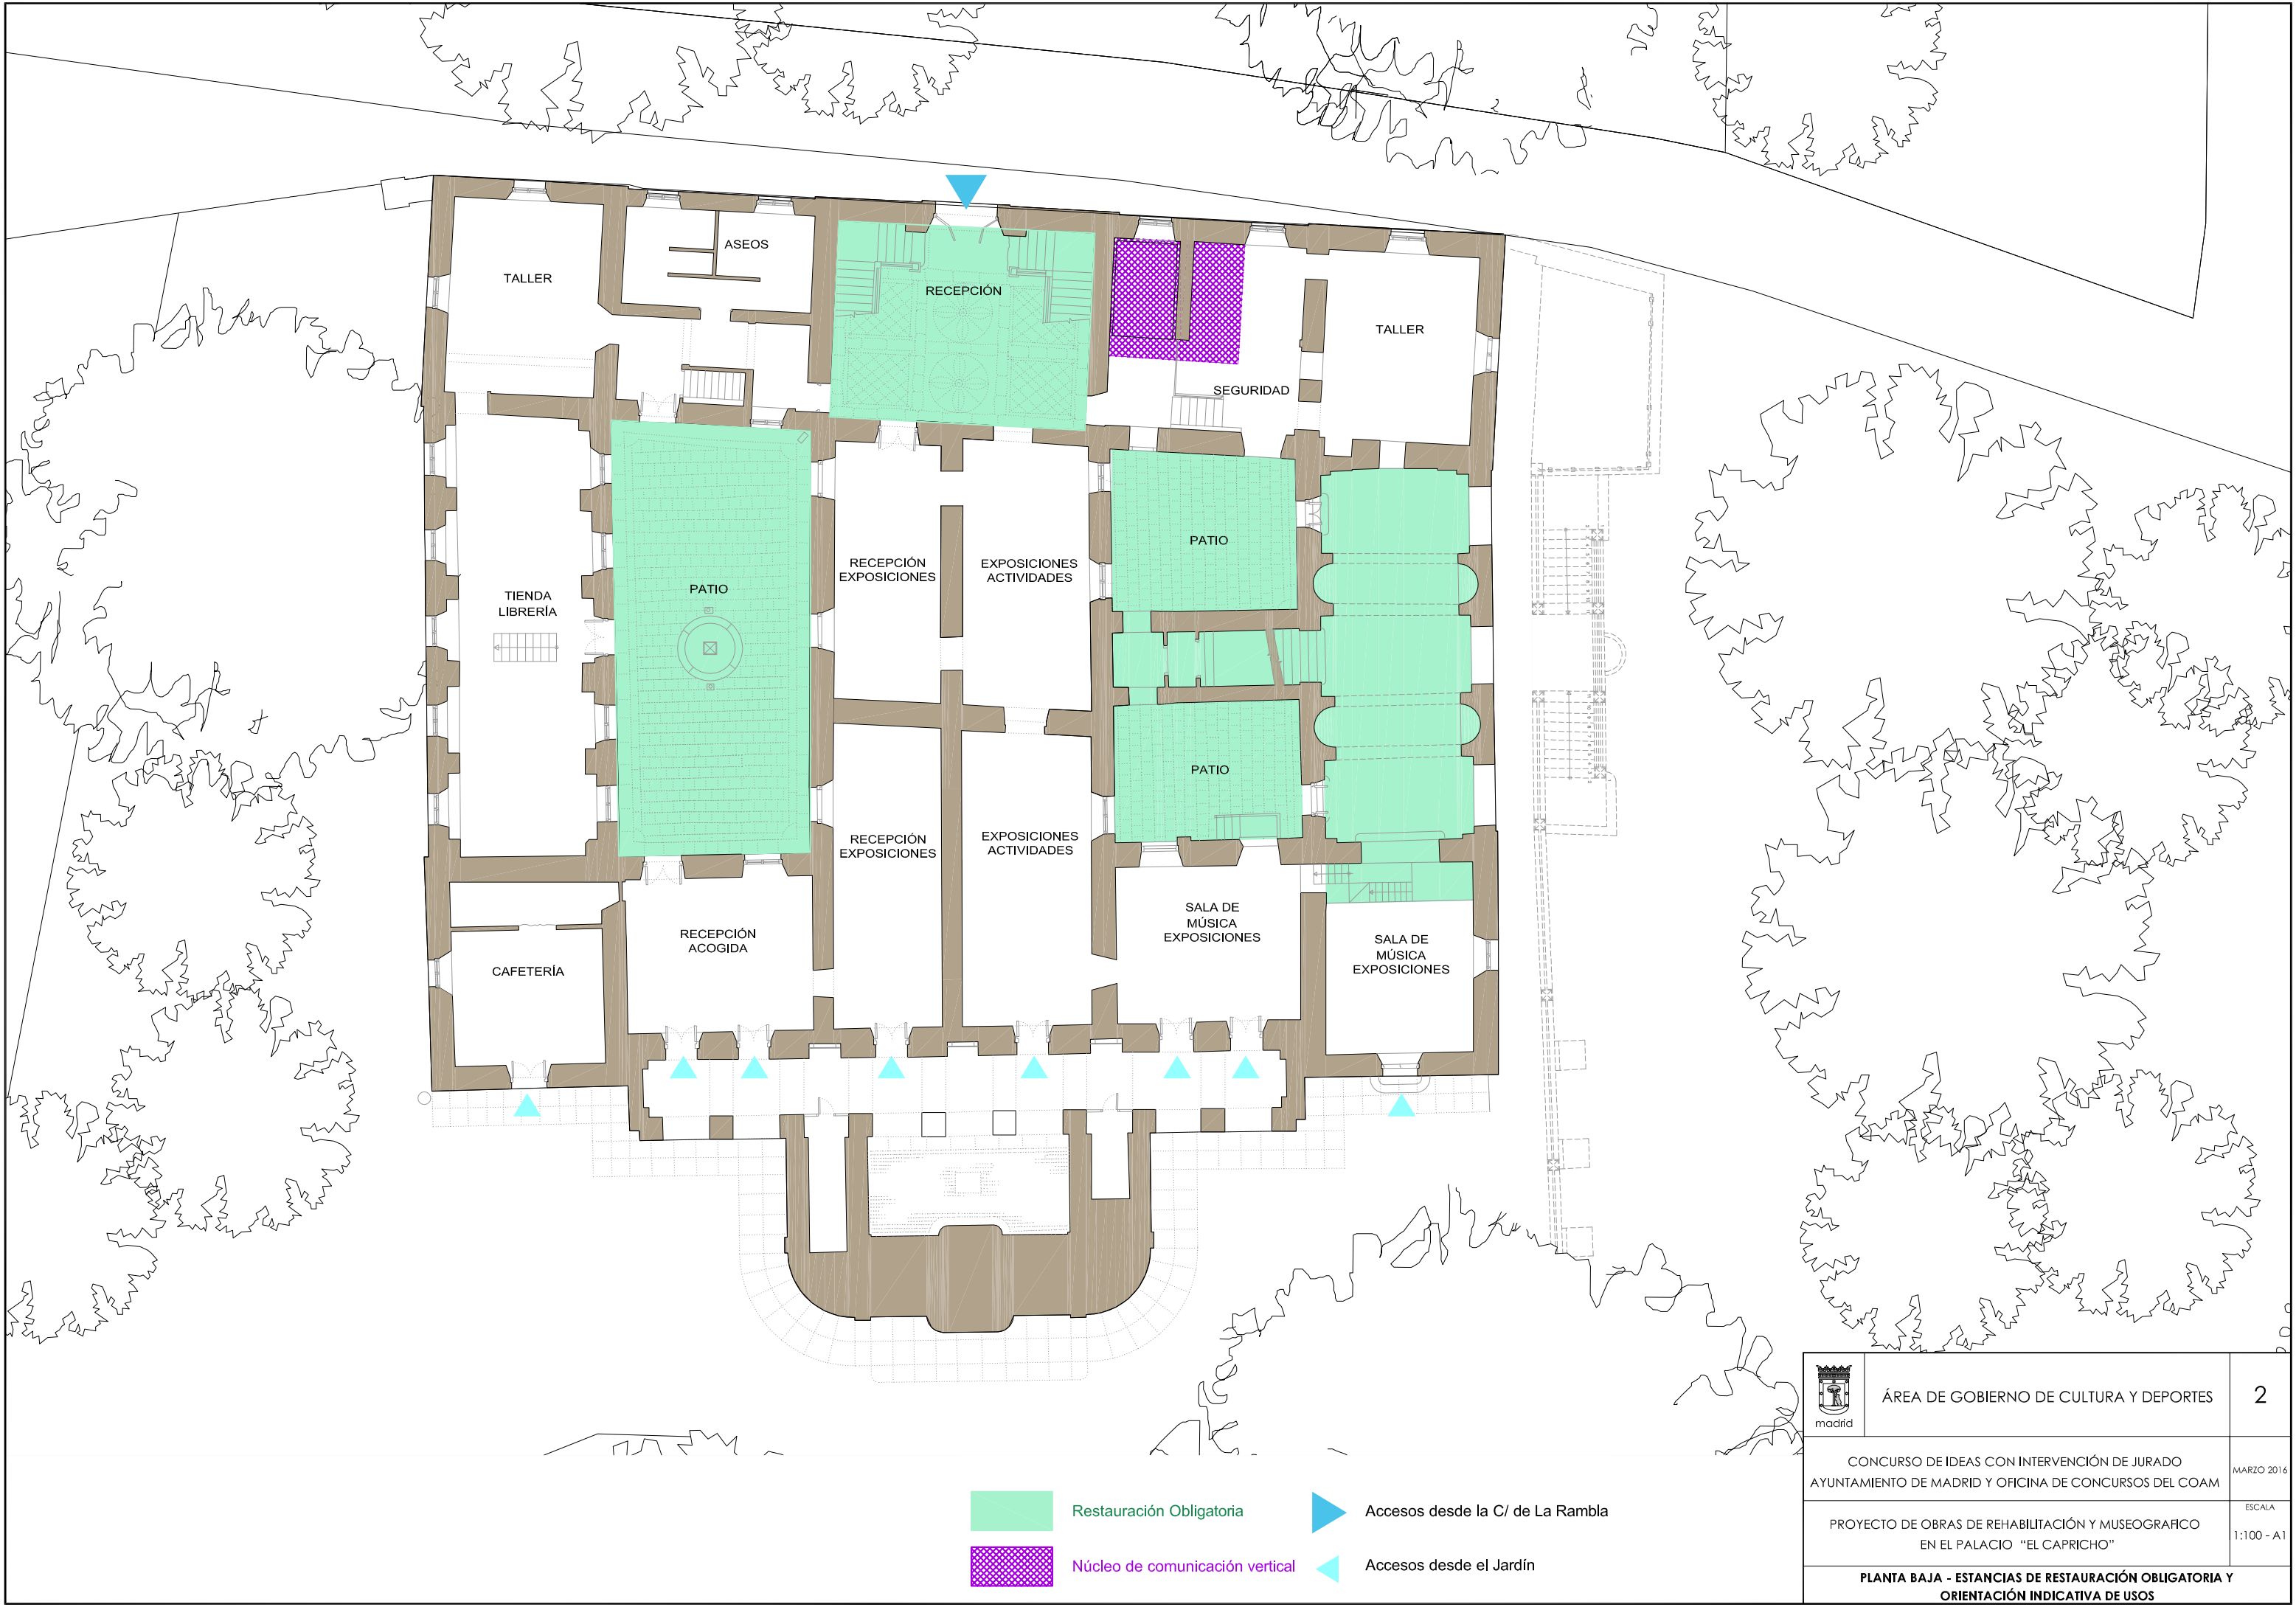 TALLER
ASEOS
RECEPCIÓN
TALLER
SEGURIDAD
TIENDA
LIBRERÍA
PATIO
RECEPCIÓN
EXPOSICIONES
EXPOSICIONES
ACTIVIDADES
PATIO
PATIO
RECEPCIÓN
EXPOSICIONES
EXPOSICIONES
ACTIVIDADES
CAFETERÍA
RECEPCIÓN
ACOGIDA
SALA DE
MÚSICA
EXPOSICIONES
SALA DE
MÚSICA
EXPOSICIONES
Restauración Obligatoria
Accesos desde la C/ de La Rambla
Núcleo de comunicación vertical
Accesos desde el Jardín
madrid
ÁREA DE GOBIERNO DE CULTURA Y DEPORTES
2
CONCURSO DE IDEAS CON INTERVENCIÓN DE JURADO
AYUNTAMIENTO DE MADRID Y OFICINA DE CONCURSOS DEL COAM
MARZO 2016
PROYECTO DE OBRAS DE REHABILITACIÓN Y MUSEOGRAFICO
EN EL PALACIO "EL CAPRICHO"
ESCALA
1:100 - A1
PLANTA BAJA - ESTANCIAS DE RESTAURACIÓN OBLIGATORIA Y
ORIENTACIÓN INDICATIVA DE USOS